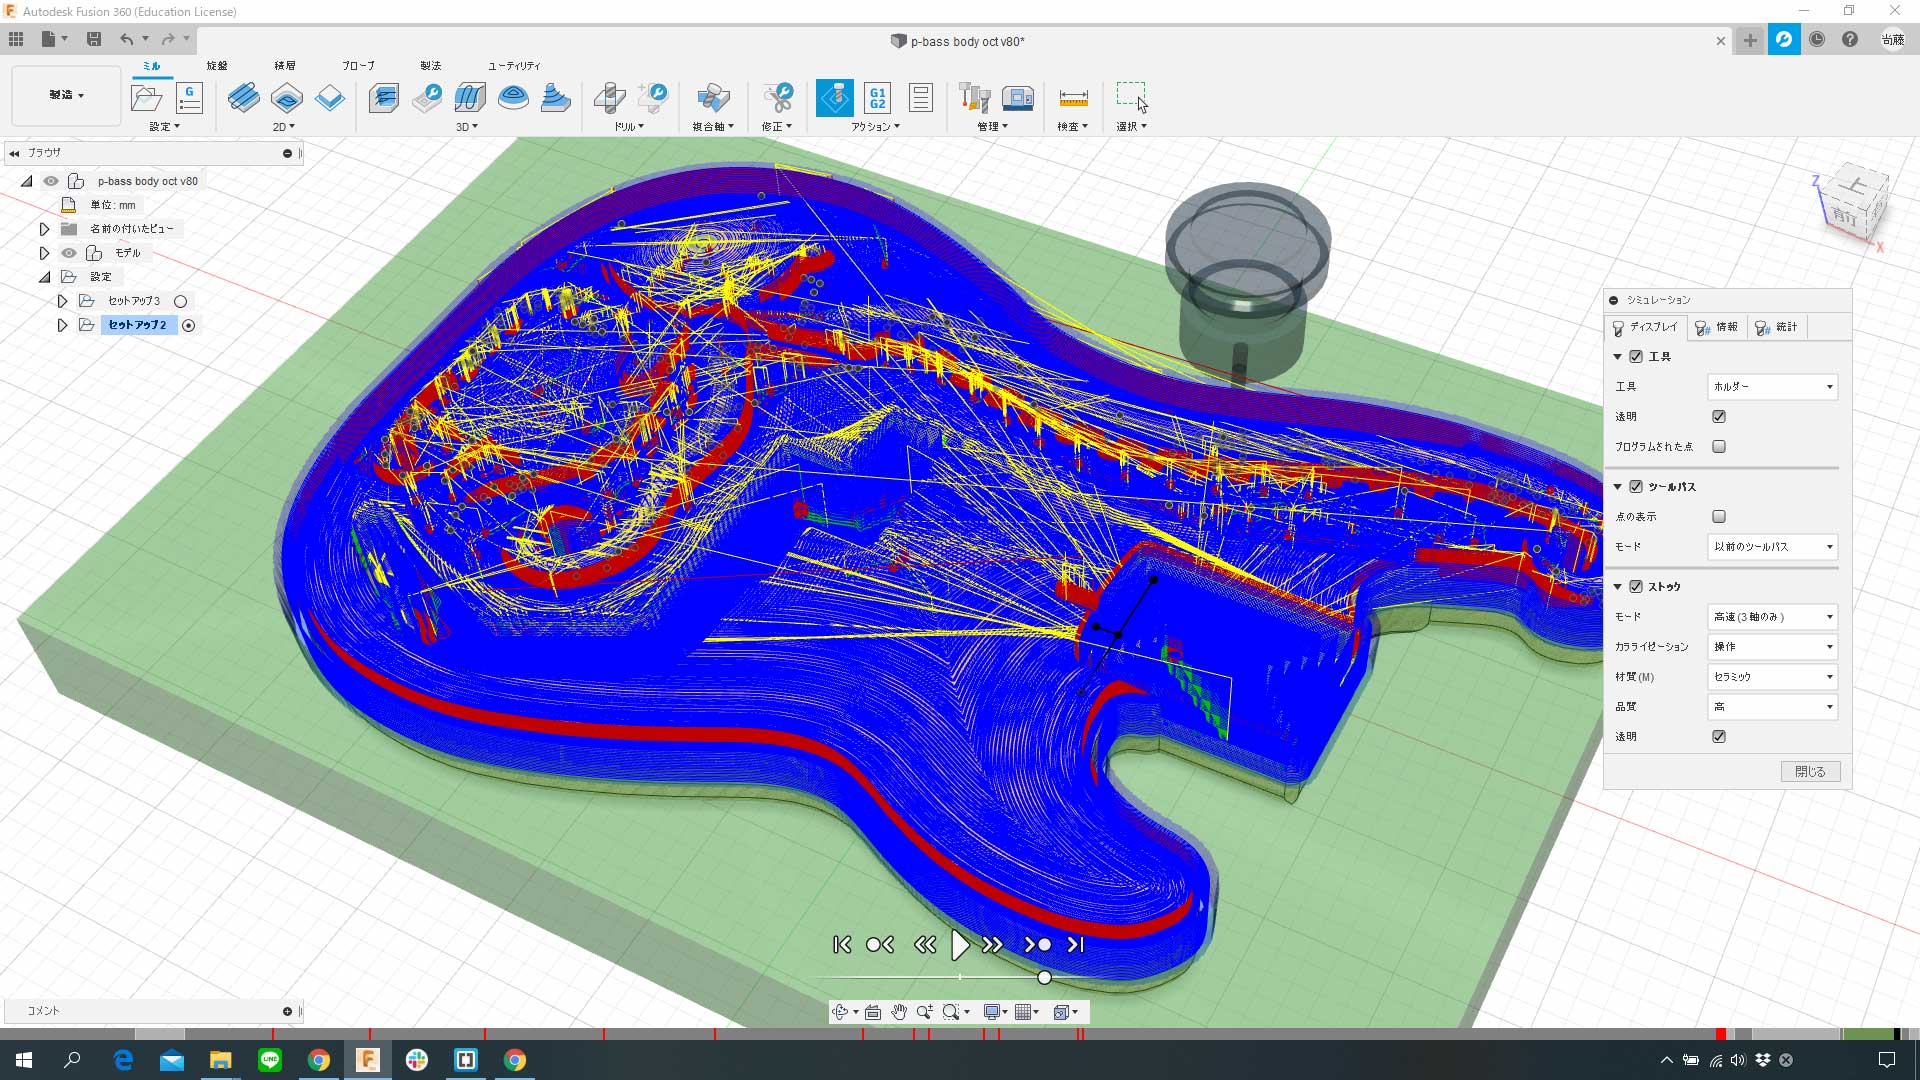 Autodesk Fusion 360 (Education License)
p-bass body oct v80*
尚藤
ミル 旋盤 積層 プローブ 製法 ユーティリティ
製造
G
G1 G2
設定 2D 3D ドリル 複合軸 修正 アクション 管理 検査 選択
ブラウザ
p-bass body oct v80
単位: mm
名前の付いたビュー
モデル
設定
セットアップ3
セットアップ2
上
前
Z
X
シミュレーション
ディスプレイ 情報 統計
工具
工具 ホルダー
透明
プログラムされた点
ツールパス
点の表示
モード 以前のツールパス
ストック
モード 高速 (3 軸のみ)
カラライゼーション 操作
材質(M) セラミック
品質 高
透明
閉じる
コメント
LINE